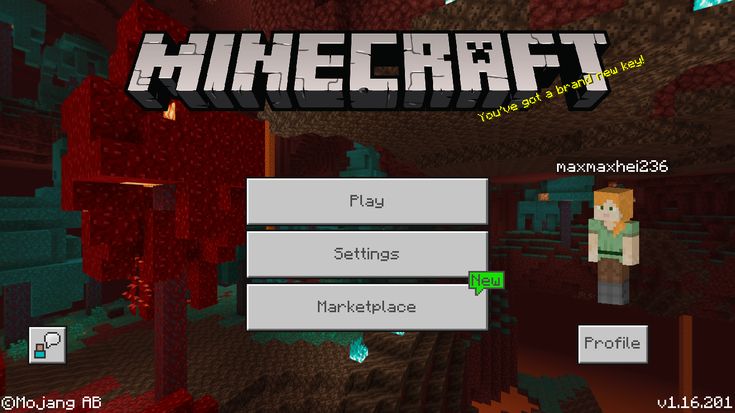 MINECRAFT
You've got a brand new key!
maxmaxhei236
Play
Settings
New
Marketplace
Profile
©Mojang AB
v1.16.201